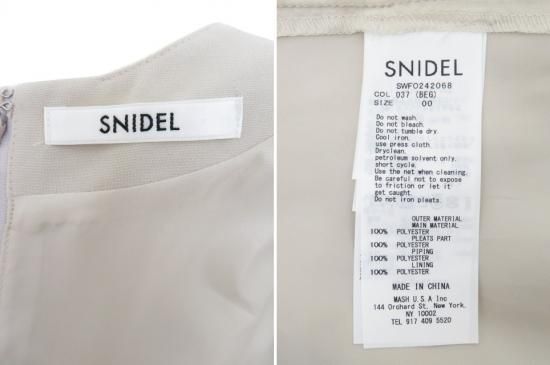 SNIDEL
SNIDEL
SWFO242068
COL 037 (BEG)
SIZE 00
Do not wash.
Do not bleach.
Do not tumble dry.
Cool iron.
use press cloth.
Dryclean.
petroleum solvent only.
short cycle.
Use the net when cleaning.
Be careful not to expose
to friction or let it
get caught.
Do not iron pleats.
OUTER MATERIAL
MAIN MATERIAL
100% POLYESTER
PLEATS PART
100% POLYESTER
PIPING
100% POLYESTER
LINING
100% POLYESTER
MADE IN CHINA
MASH U.S.A Inc
144 Orchard St. New York.
NY 10002
TEL 917 409 5520